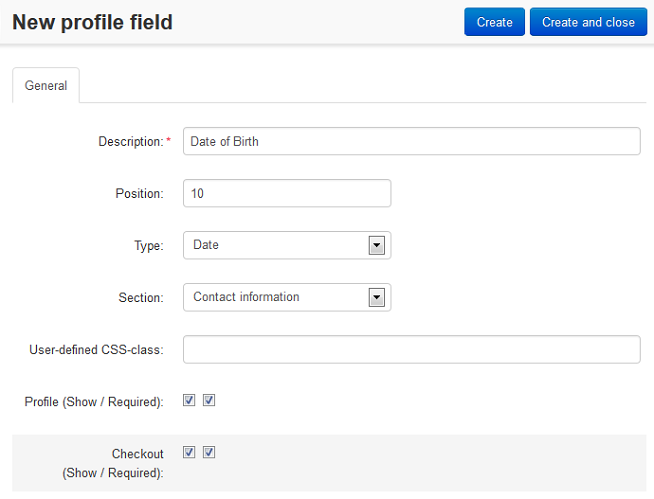 New profile field
Create
Create and close
General
Description: *
Date of Birth
Position:
10
Type:
Date
Section:
Contact information
User-defined CSS-class:
Profile (Show / Required):
Checkout
(Show / Required):